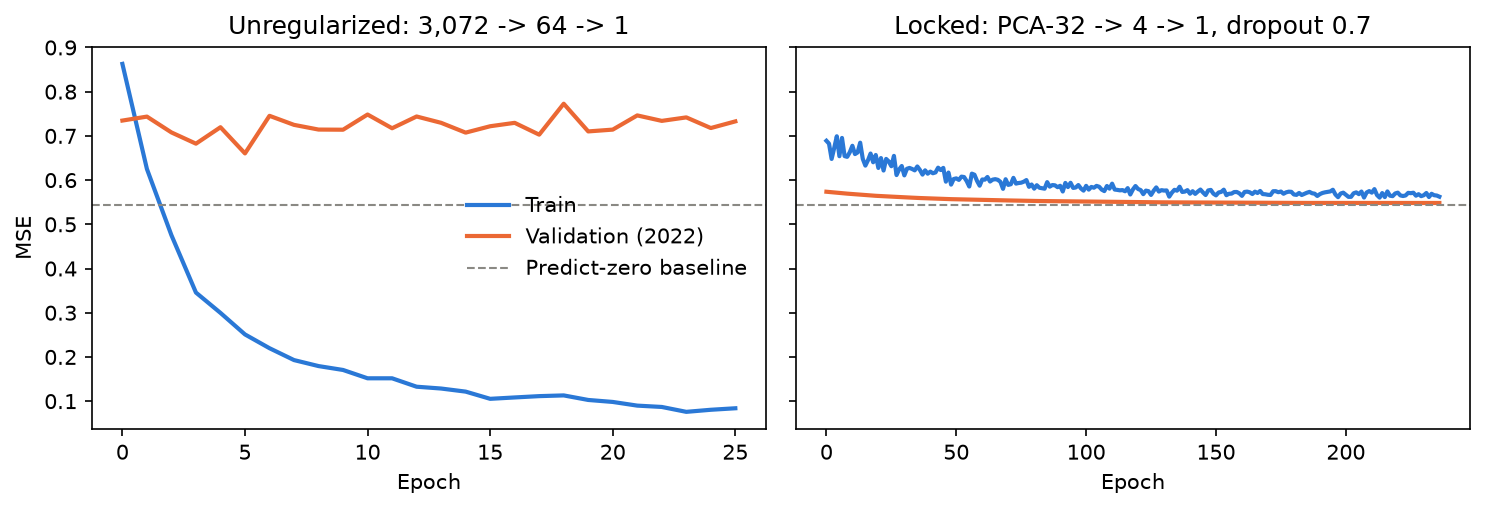 Unregularized: 3,072 -> 64 -> 1
MSE
0.9
0.8
0.7
0.6
0.5
0.4
0.3
0.2
0.1
Train
Validation (2022)
Predict-zero baseline
0 5 10 15 20 25
Epoch
Locked: PCA-32 -> 4 -> 1, dropout 0.7
0 50 100 150 200
Epoch